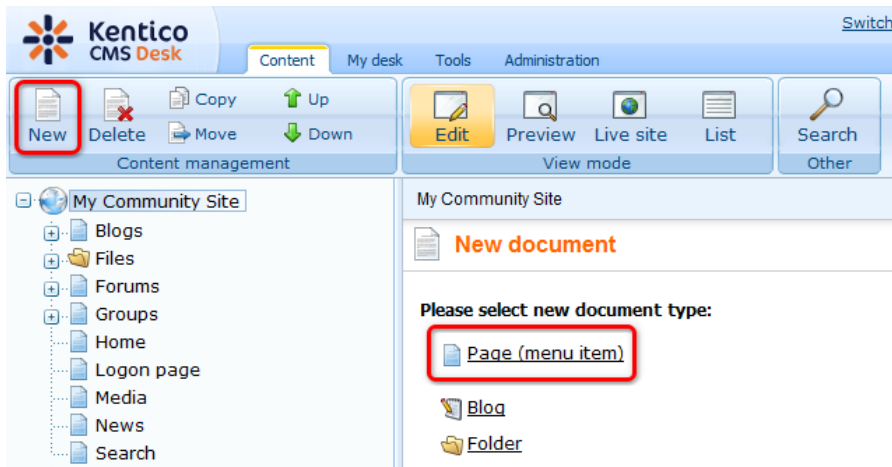 Kentico
CMS Desk
Switch
Content My desk Tools Administration
New Delete Copy Move Up Down
Content management
Edit Preview Live site List
View mode
Search
Other
My Community Site
Blogs
Files
Forums
Groups
Home
Logon page
Media
News
Search
My Community Site
New document
Please select new document type:
Page (menu item)
Blog
Folder